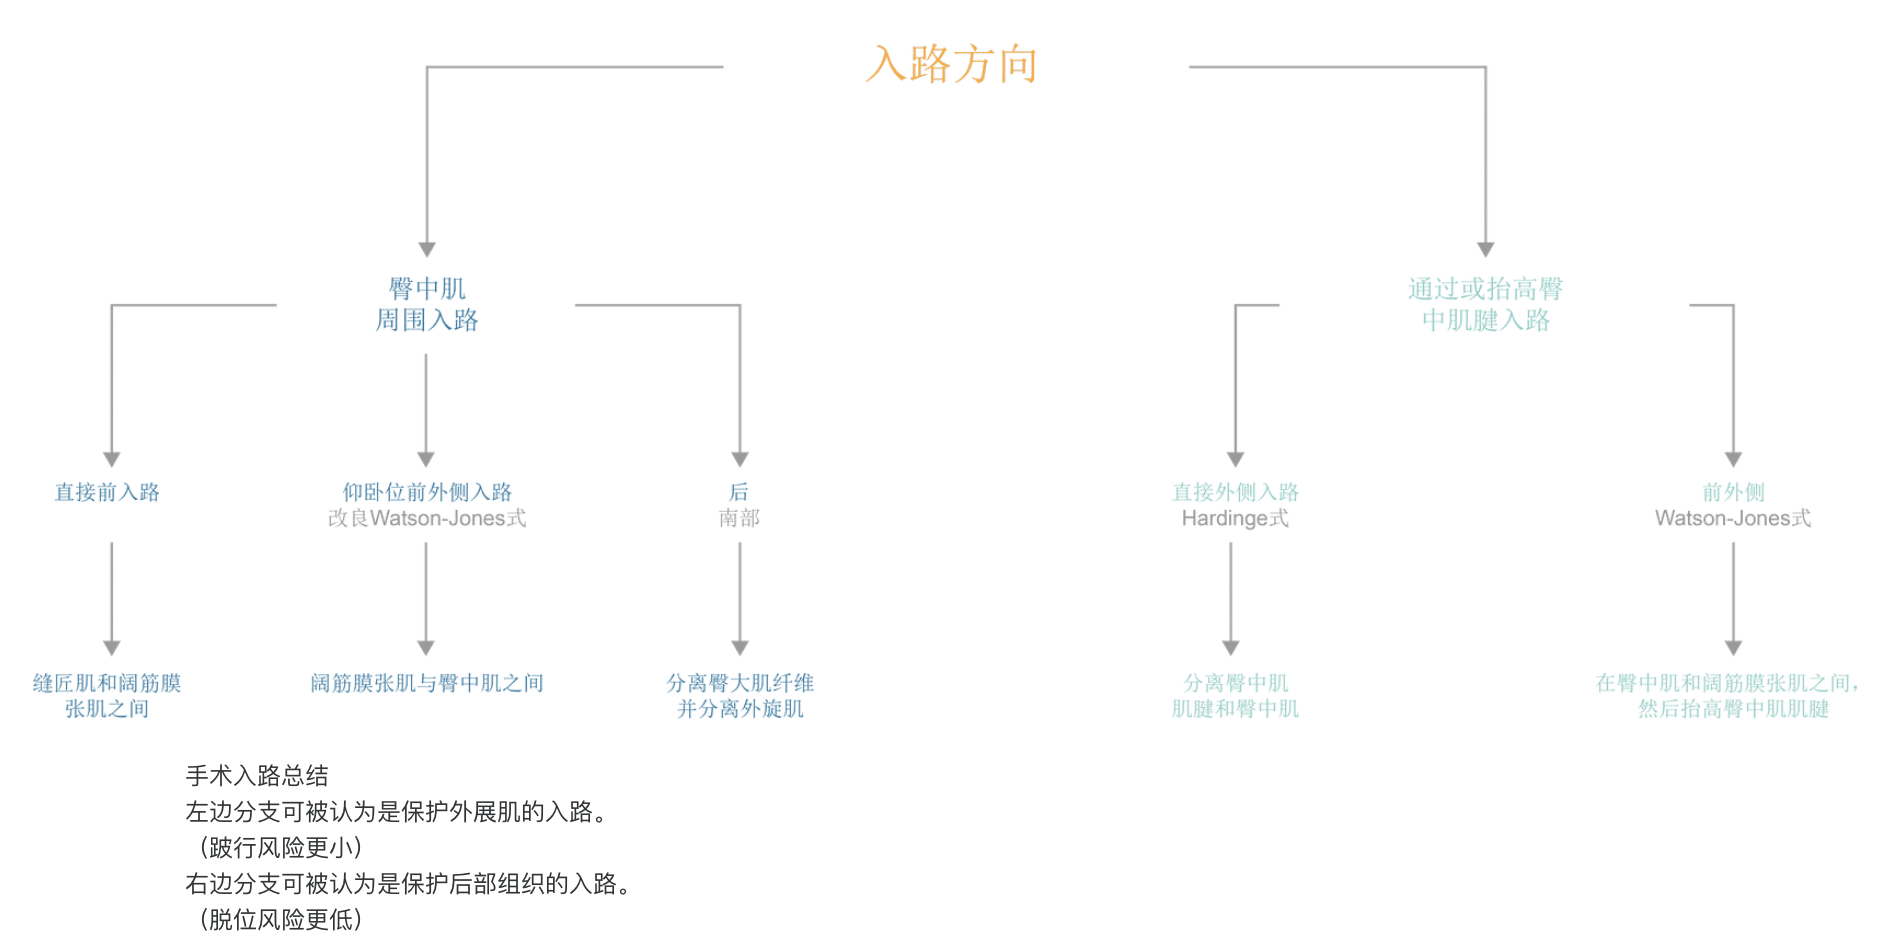 入路方向
臀中肌
周围入路
通过或抬高臀
中肌腱入路
直接前入路
仰卧位前外侧入路
改良Watson-Jones式
后
南部
直接外侧入路
Hardinge式
前外侧
Watson-Jones式
缝匠肌和阔筋膜
张肌之间
阔筋膜张肌与臀中肌之间
分离臀大肌纤维
并分离外旋肌
分离臀中肌
肌腱和臀中肌
在臀中肌和阔筋膜张肌之间，
然后抬高臀中肌肌腱
手术入路总结
左边分支可被认为是保护外展肌的入路。
（跛行风险更小）
右边分支可被认为是保护后部组织的入路。
（脱位风险更低）